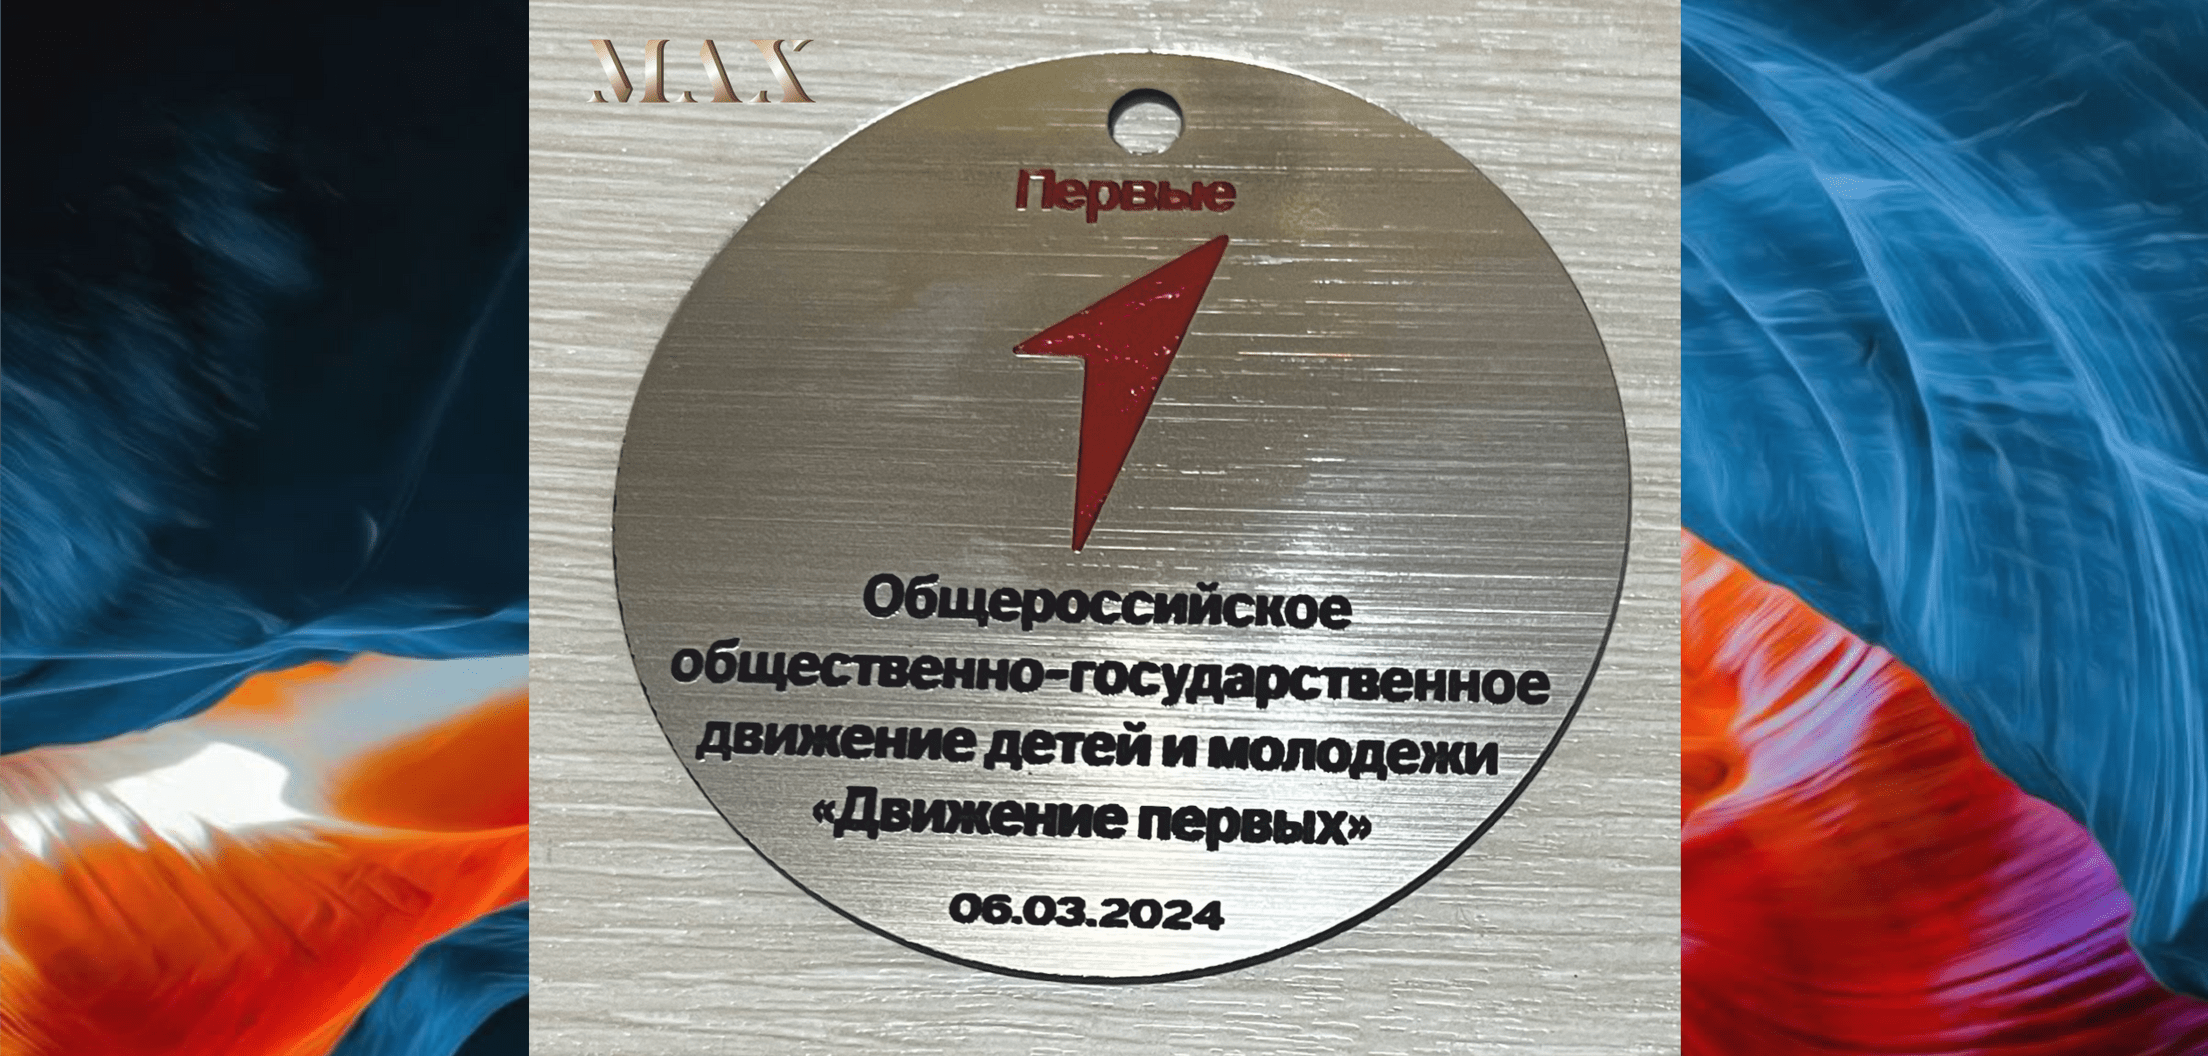 MAX
Первые
Общероссийское
общественно-государственное
движение детей и молодежи
«Движение первых»
06.03.2024